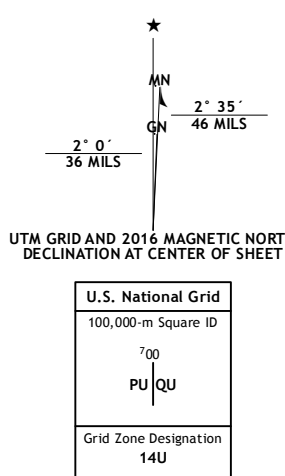 ★
MN
GN
2° 35´
46 MILS
2° 0´
36 MILS
UTM GRID AND 2016 MAGNETIC NORT
DECLINATION AT CENTER OF SHEET
U.S. National Grid
100,000-m Square ID
⁷00
PU QU
Grid Zone Designation
14U